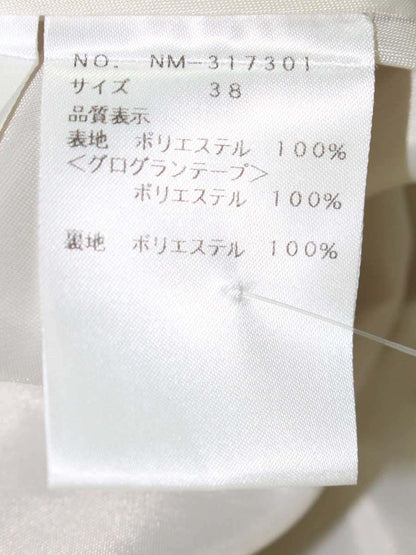 NO. NM-317301
サイズ 38
品質表示
表地 ポリエステル 100%
<グログランテープ>
ポリエステル 100%
裏地 ポリエステル 100%